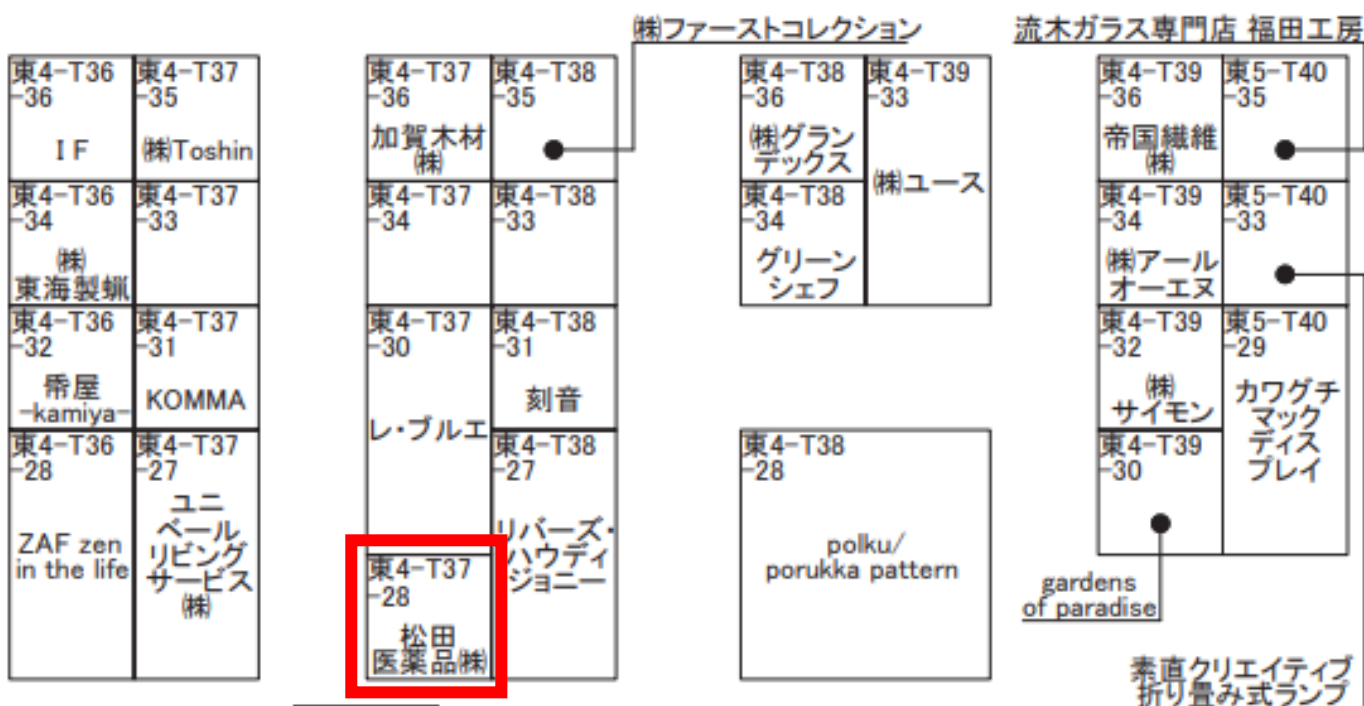 ㈱ファーストコレクション
流木ガラス専門店 福田工房
東4-T36
-36
I F
東4-T37
-35
㈱Toshin
東4-T36
-34
㈱
東海製蝋
東4-T37
-33
東4-T36
-32
帋屋
-kamiya-
東4-T37
-31
KOMMA
東4-T36
-28
ZAF zen
in the life
東4-T37
-27
ユニ
ベール
リビング
サービス
㈱
東4-T37
-36
加賀木材
㈱
東4-T38
-35
東4-T37
-34
東4-T38
-33
東4-T37
-30
レ・ブルエ
東4-T38
-31
刻音
東4-T38
-27
リバーズ・
ハウディ
ジョニー
東4-T37
-28
松田
医薬品㈱
東4-T38
-36
㈱グラン
デックス
東4-T39
-33
㈱ユース
東4-T38
-34
グリーン
シェフ
東4-T38
-28
polku/
porukka pattern
東4-T39
-36
帝国繊維
㈱
東5-T40
-35
東4-T39
-34
㈱アール
オーエヌ
東5-T40
-33
東4-T39
-32
㈱
サイモン
東5-T40
-29
カワグチ
マック
ディス
プレイ
東4-T39
-30
gardens
of paradise
素直クリエイティブ
折り畳み式ランプ